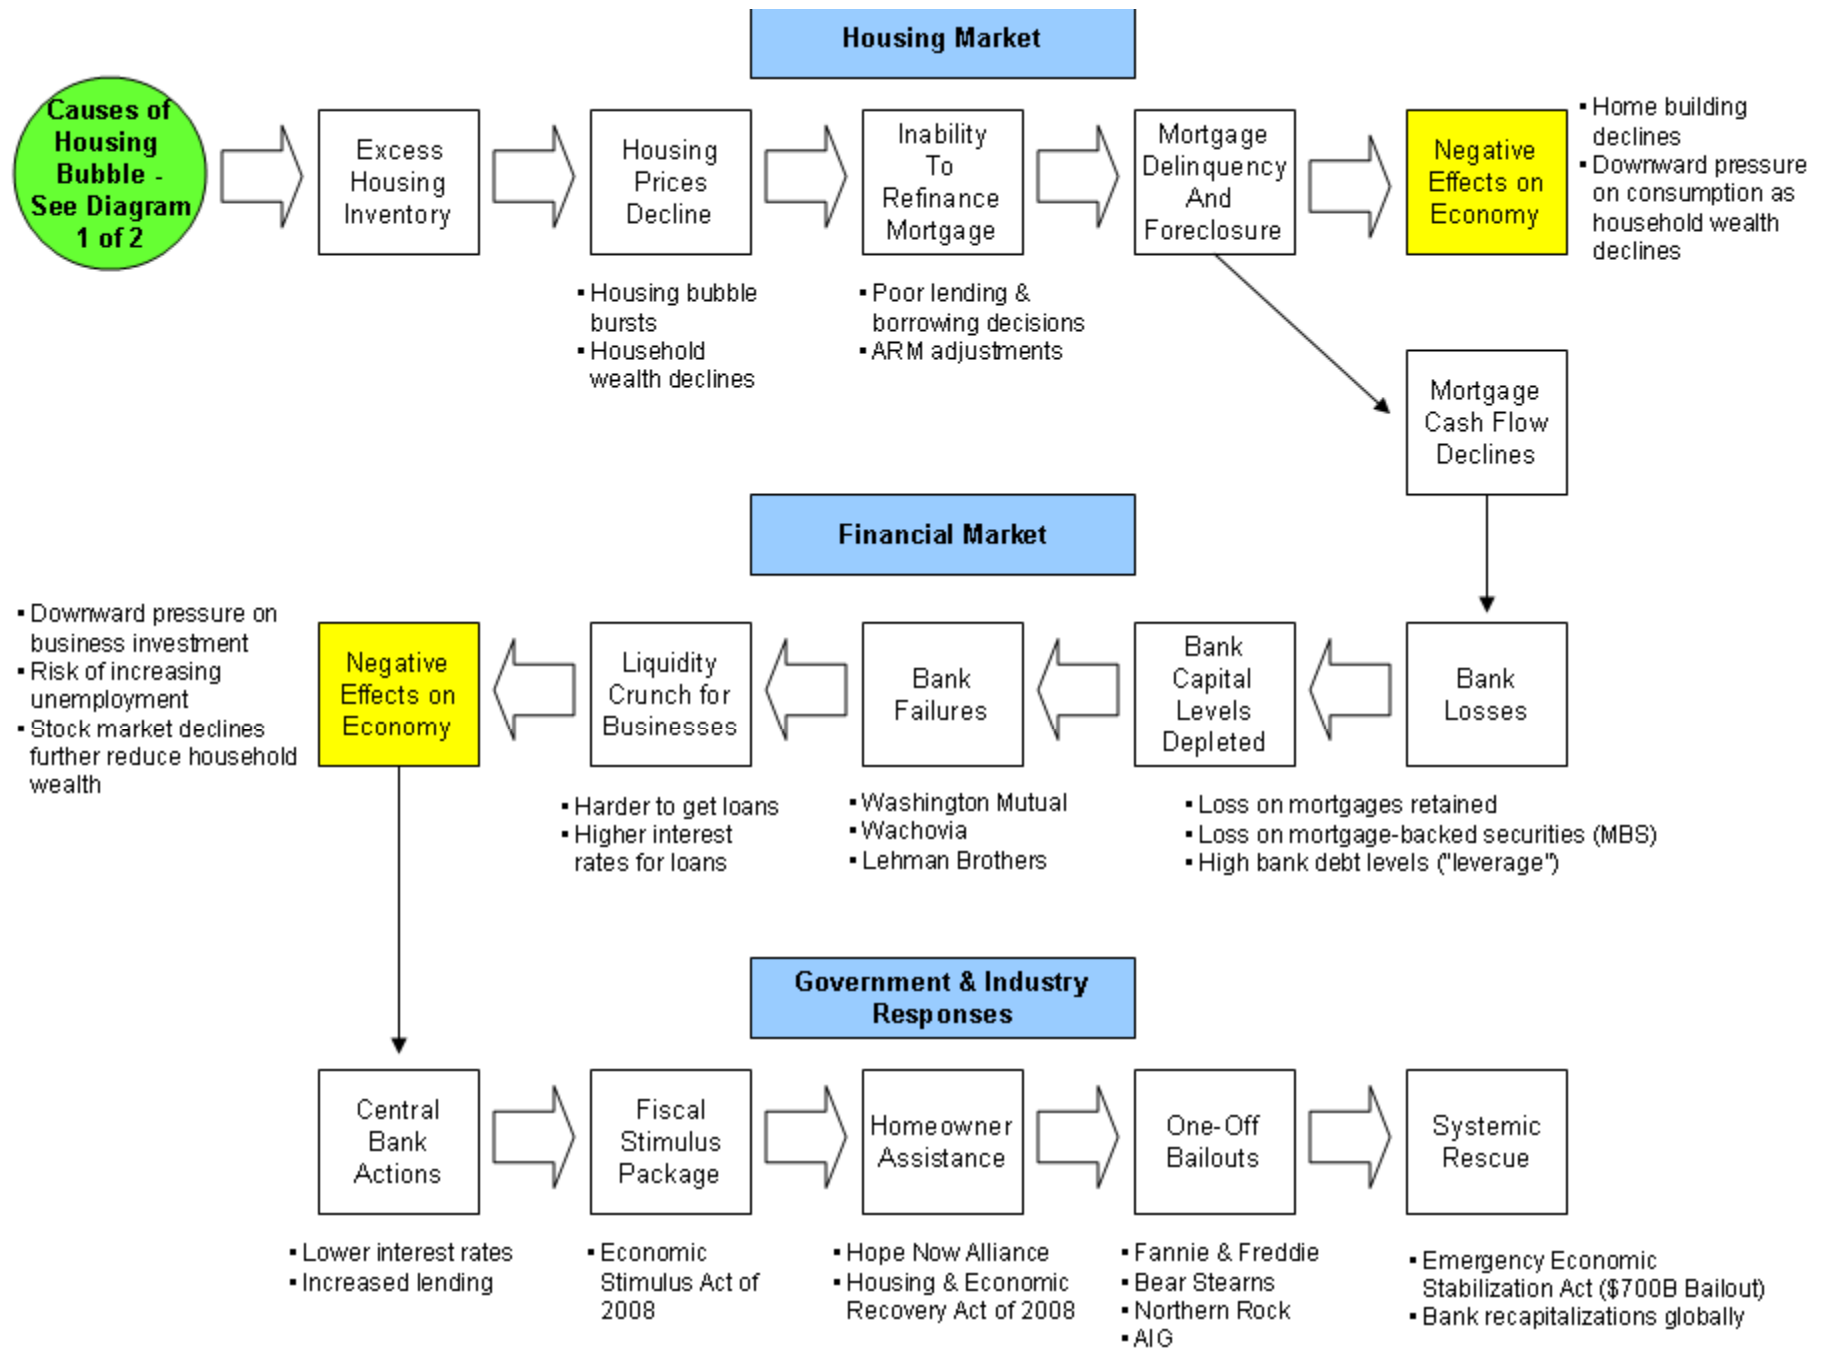 Housing Market
Causes of
Housing
Bubble -
See Diagram
1 of 2
Excess
Housing
Inventory
Housing
Prices
Decline
Inability
To
Refinance
Mortgage
Mortgage
Delinquency
And
Foreclosure
Negative
Effects on
Economy
▪ Home building
declines
▪ Downward pressure
on consumption as
household wealth
declines
▪ Housing bubble
bursts
▪ Household
wealth declines
▪ Poor lending &
borrowing decisions
▪ ARM adjustments
Mortgage
Cash Flow
Declines
Financial Market
▪ Downward pressure on
business investment
▪ Risk of increasing
unemployment
▪ Stock market declines
further reduce household
wealth
Negative
Effects on
Economy
Liquidity
Crunch for
Businesses
Bank
Failures
Bank
Capital
Levels
Depleted
Bank
Losses
▪ Harder to get loans
▪ Higher interest
rates for loans
▪ Washington Mutual
▪ Wachovia
▪ Lehman Brothers
▪ Loss on mortgages retained
▪ Loss on mortgage-backed securities (MBS)
▪ High bank debt levels ("leverage")
Government & Industry
Responses
Central
Bank
Actions
Fiscal
Stimulus
Package
Homeowner
Assistance
One-Off
Bailouts
Systemic
Rescue
▪ Lower interest rates
▪ Increased lending
▪ Economic
Stimulus Act of
2008
▪ Hope Now Alliance
▪ Housing & Economic
Recovery Act of 2008
▪ Fannie & Freddie
▪ Bear Stearns
▪ Northern Rock
▪ AIG
▪ Emergency Economic
Stabilization Act ($700B Bailout)
▪ Bank recapitalizations globally